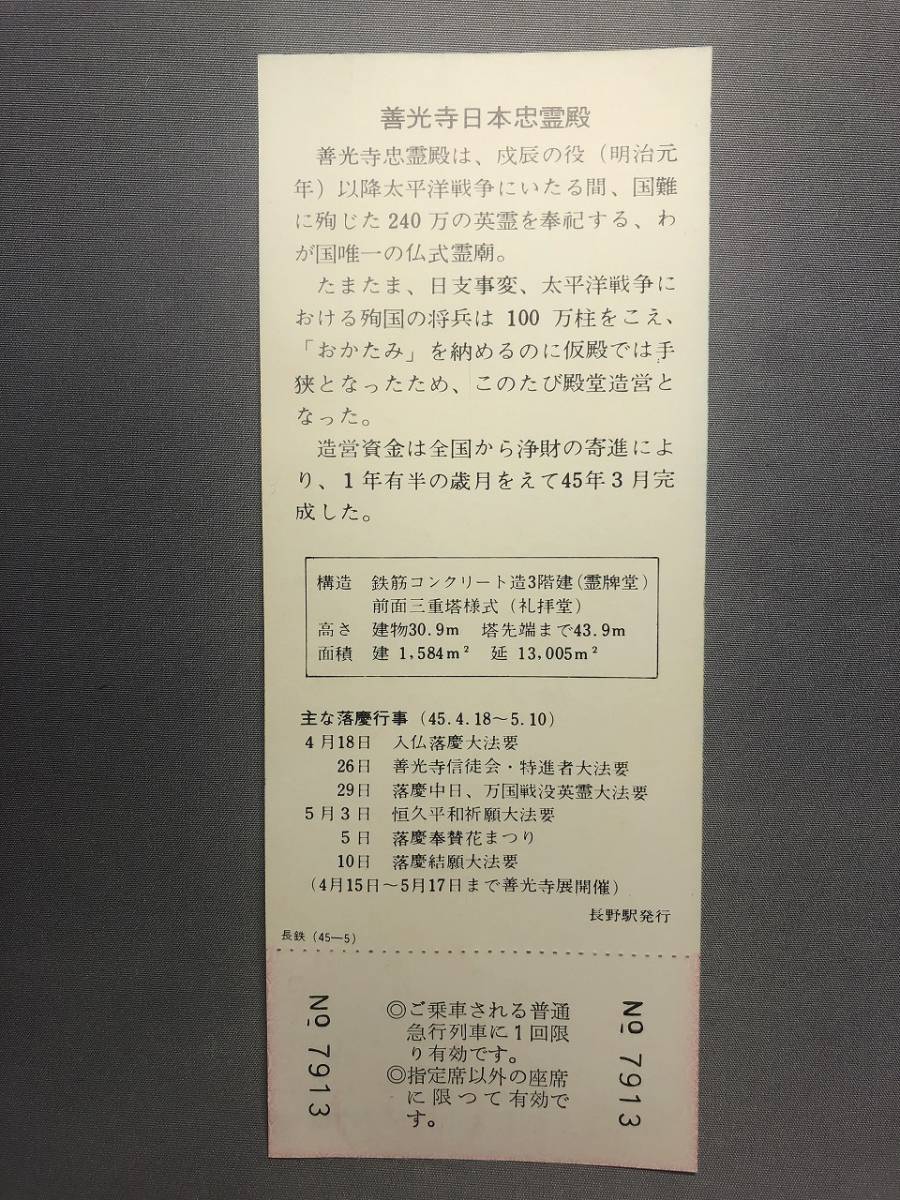 善光寺日本忠霊殿
善光寺忠霊殿は、戊辰の役（明治元
年）以降太平洋戦争にいたる間、国難
に殉じた240万の英霊を奉祀する、わ
が国唯一の仏式霊廟。
たまたま、日支事変、太平洋戦争に
おける殉国の将兵は100万柱をこえ、
「おかたみ」を納めるのに仮殿では手
狭となったため、このたび殿堂造営と
なった。
造営資金は全国から浄財の寄進によ
り、1年有半の歳月をえて45年3月完
成した。
構造 鉄筋コンクリート造3階建（霊牌堂）
前面三重塔様式（礼拝堂）
高さ 建物30.9m 塔先端まで43.9m
面積 建 1,584m² 延 13,005m²
主な落慶行事（45.4.18〜5.10）
4月18日 入仏落慶大法要
26日 善光寺信徒会・特進者大法要
29日 落慶中日、万国戦没英霊大法要
5月3日 恒久平和祈願大法要
5日 落慶奉賛花まつり
10日 落慶結願大法要
（4月15日〜5月17日まで善光寺展開催）
長野駅発行
長鉄（45—5）
No 7913
◎ご乗車される普通
急行列車に1回限
り有効です。
◎指定席以外の座席
に限つて有効で
す。
No 7913